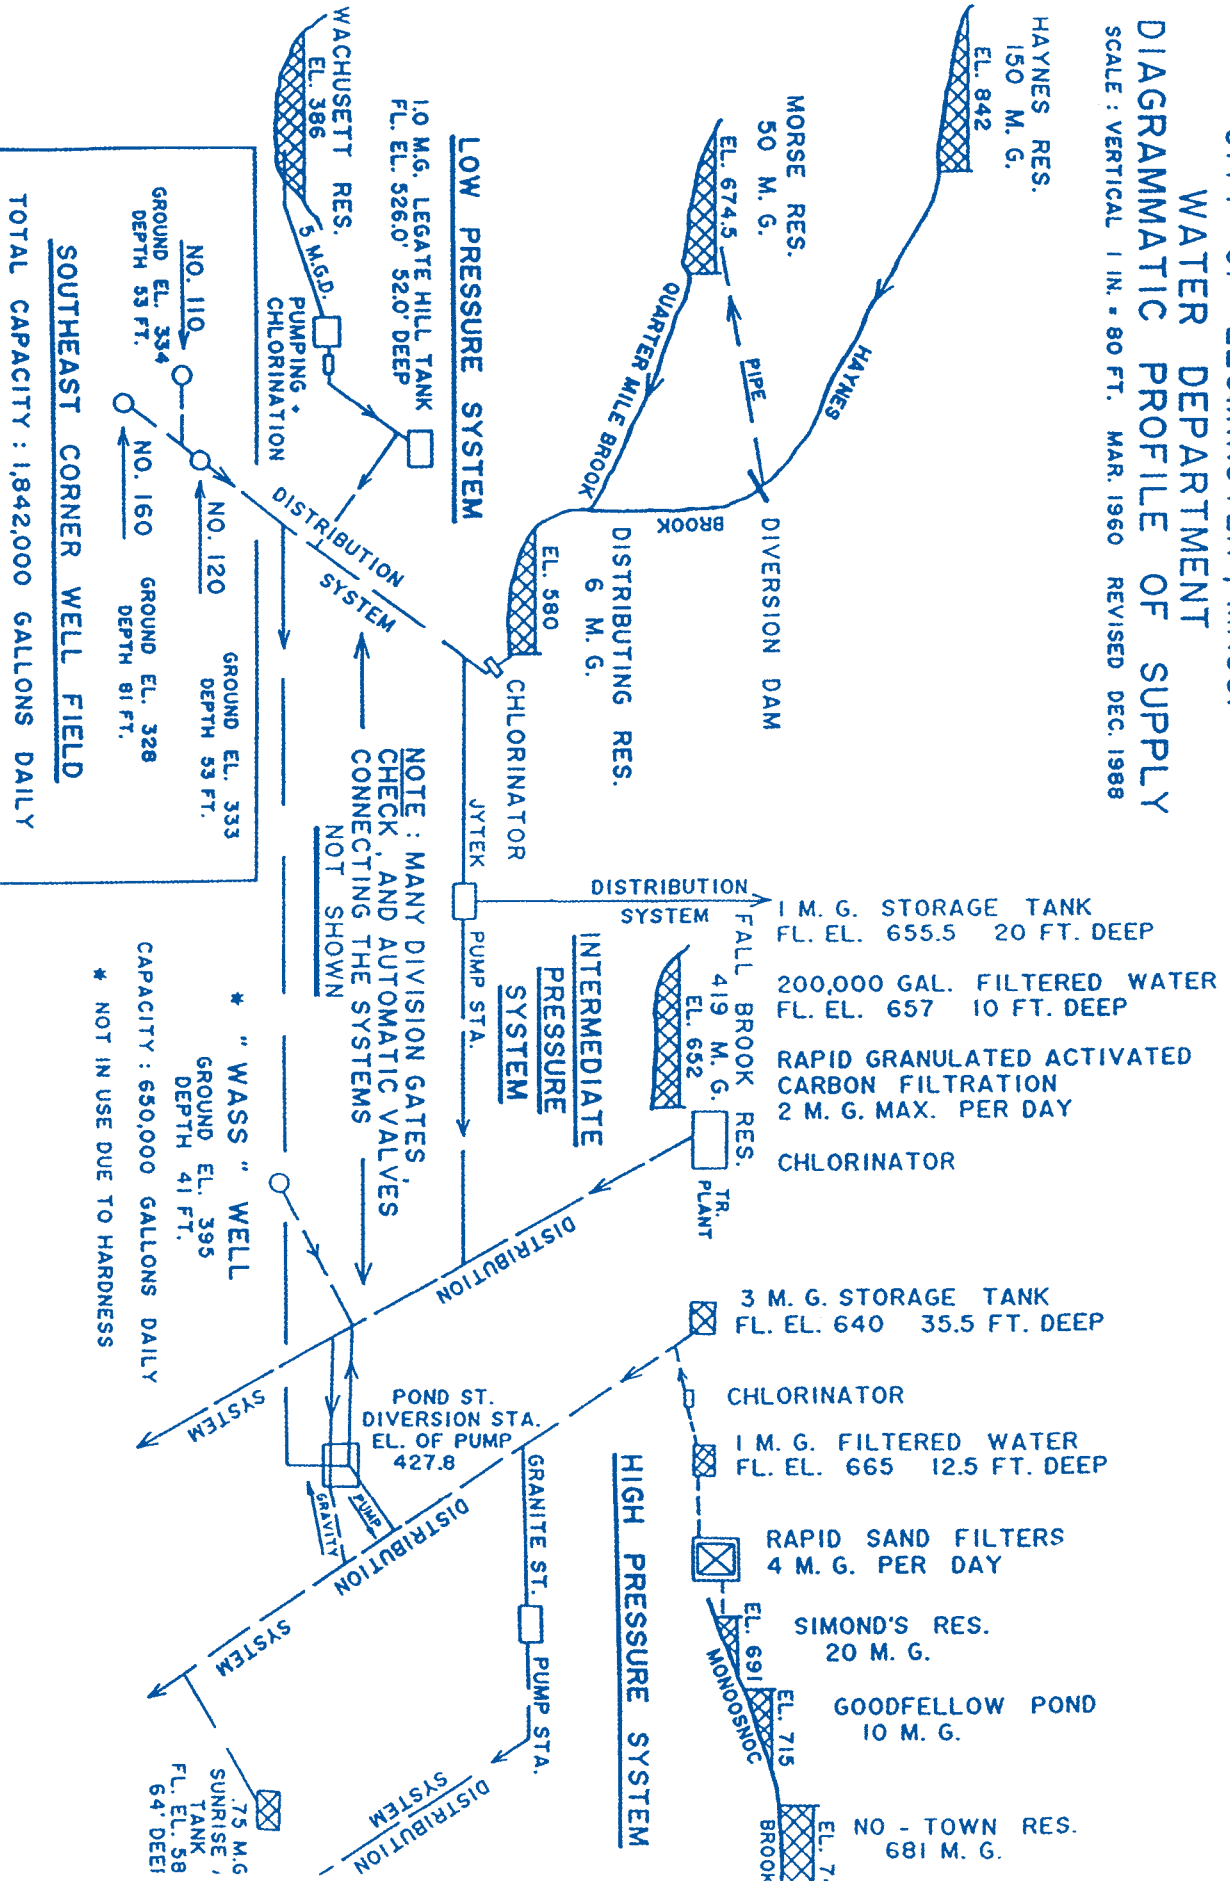 WATER DEPARTMENT
DIAGRAMMATIC PROFILE OF SUPPLY
SCALE : VERTICAL 1 IN. = 80 FT. MAR. 1960 REVISED DEC. 1988
HAYNES RES.
150 M. G.
EL. 842
HAYNES
BROOK
MORSE RES.
50 M. G.
EL. 674.5
PIPE
QUARTER MILE BROOK
DIVERSION DAM
DISTRIBUTING RES.
6 M. G.
EL. 580
CHLORINATOR
LOW PRESSURE SYSTEM
1.0 M.G. LEGATE HILL TANK
FL. EL. 526.0' 52.0' DEEP
WACHUSETT RES.
EL. 386
5 M.G.D.
PUMPING +
CHLORINATION
DISTRIBUTION
SYSTEM
NO. 110
GROUND EL. 334
DEPTH 53 FT.
NO. 120
GROUND EL. 333
DEPTH 53 FT.
NO. 160
GROUND EL. 328
DEPTH 81 FT.
SOUTHEAST CORNER WELL FIELD
TOTAL CAPACITY : 1,842,000 GALLONS DAILY
NOTE : MANY DIVISION GATES,
CHECK, AND AUTOMATIC VALVES
CONNECTING THE SYSTEMS
NOT SHOWN
JYTEK
PUMP STA.
DISTRIBUTION
SYSTEM
1 M. G. STORAGE TANK
FL. EL. 655.5 20 FT. DEEP
200,000 GAL. FILTERED WATER
FL. EL. 657 10 FT. DEEP
RAPID GRANULATED ACTIVATED
CARBON FILTRATION
2 M. G. MAX. PER DAY
CHLORINATOR
FALL BROOK RES.
419 M. G.
EL. 652
TR.
PLANT
INTERMEDIATE
PRESSURE
SYSTEM
DISTRIBUTION
SYSTEM
* "WASS" WELL
GROUND EL. 395
DEPTH 41 FT.
CAPACITY : 650,000 GALLONS DAILY
* NOT IN USE DUE TO HARDNESS
POND ST.
DIVERSION STA.
EL. OF PUMP
427.8
PUMP
GRAVITY
3 M. G. STORAGE TANK
FL. EL. 640 35.5 FT. DEEP
CHLORINATOR
1 M. G. FILTERED WATER
FL. EL. 665 12.5 FT. DEEP
RAPID SAND FILTERS
4 M. G. PER DAY
SIMOND'S RES.
20 M. G.
EL. 691
GOODFELLOW POND
10 M. G.
EL. 715
MONOOSNOC
BROOK
NO - TOWN RES.
681 M. G.
EL. 7
HIGH PRESSURE SYSTEM
GRANITE ST.
PUMP STA.
DISTRIBUTION
SYSTEM
DISTRIBUTION
SYSTEM
.75 M.G
SUNRISE
TANK
FL. EL. 58
64' DEE